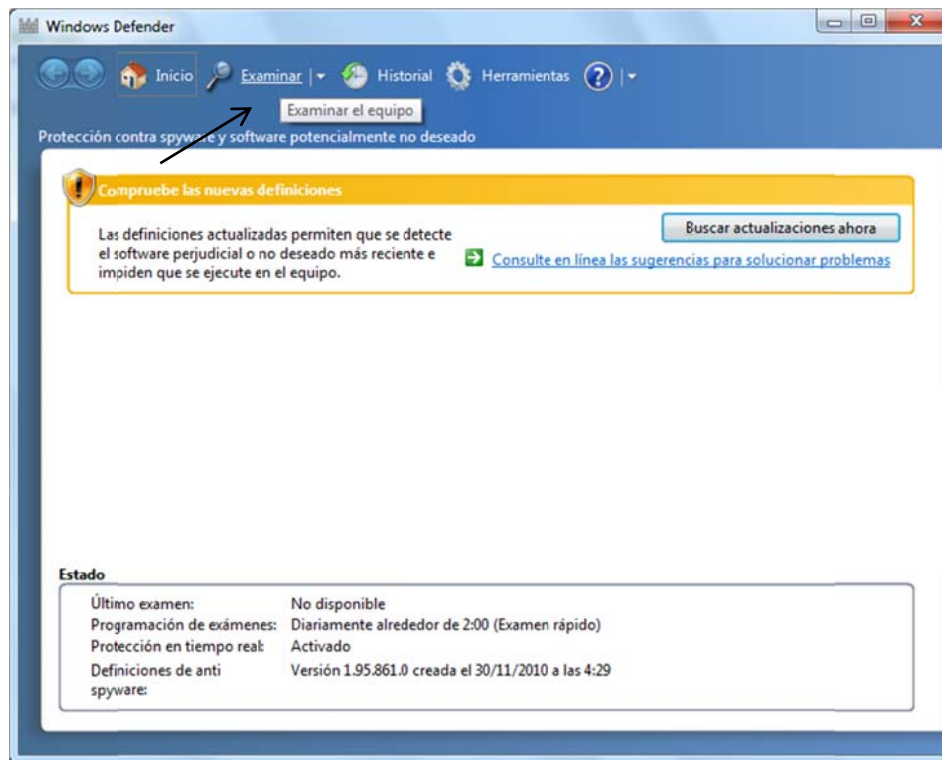 Windows Defender
Inicio Examinar Historial Herramientas ?
Examinar el equipo
Protección contra spyware y software potencialmente no deseado
Compruebe las nuevas definiciones
Las definiciones actualizadas permiten que se detecte
el software perjudicial o no deseado más reciente e
impiden que se ejecute en el equipo.
Buscar actualizaciones ahora
Consulte en línea las sugerencias para solucionar problemas
Estado
Último examen: No disponible
Programación de exámenes: Diariamente alrededor de 2:00 (Examen rápido)
Protección en tiempo real: Activado
Definiciones de anti Versión 1.95.861.0 creada el 30/11/2010 a las 4:29
spyware: